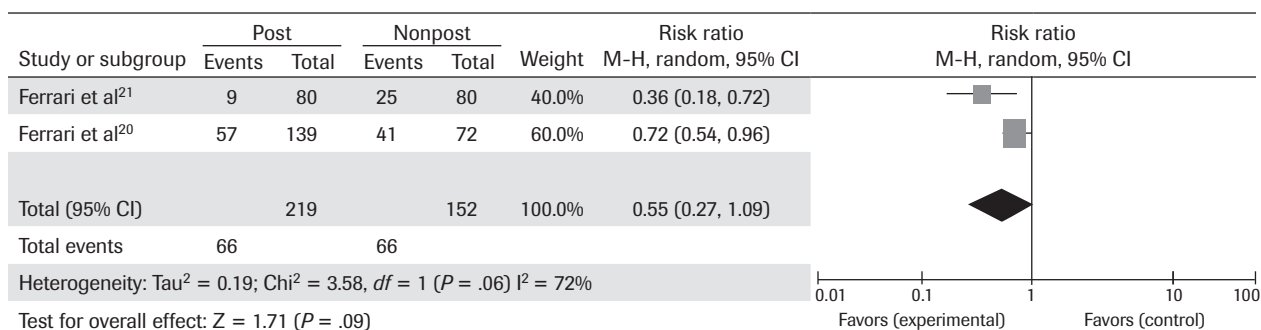 Post Nonpost Risk ratio Risk ratio
Study or subgroup Events Total Events Total Weight M-H, random, 95% CI M-H, random, 95% CI
Ferrari et al²¹ 9 80 25 80 40.0% 0.36 (0.18, 0.72)
Ferrari et al²⁰ 57 139 41 72 60.0% 0.72 (0.54, 0.96)
Total (95% CI) 219 152 100.0% 0.55 (0.27, 1.09)
Total events 66 66
Heterogeneity: Tau² = 0.19; Chi² = 3.58, df = 1 (P = .06) I² = 72%
0.01 0.1 1 10 100
Test for overall effect: Z = 1.71 (P = .09) Favors (experimental) Favors (control)